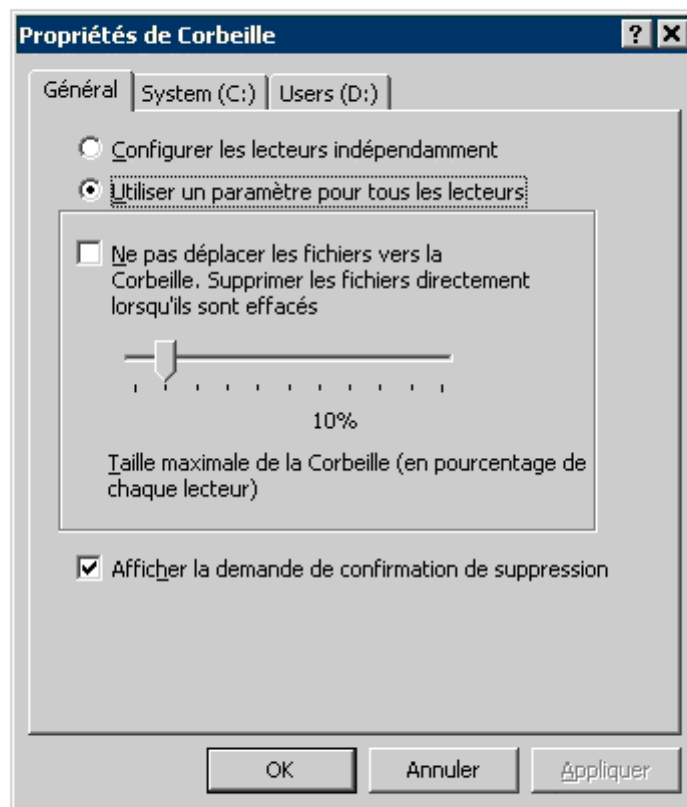 Propriétés de Corbeille
Général System (C:) Users (D:)
Configurer les lecteurs indépendamment
Utiliser un paramètre pour tous les lecteurs
Ne pas déplacer les fichiers vers la
Corbeille. Supprimer les fichiers directement
lorsqu'ils sont effacés
10%
Taille maximale de la Corbeille (en pourcentage de
chaque lecteur)
Afficher la demande de confirmation de suppression
OK Annuler Appliquer